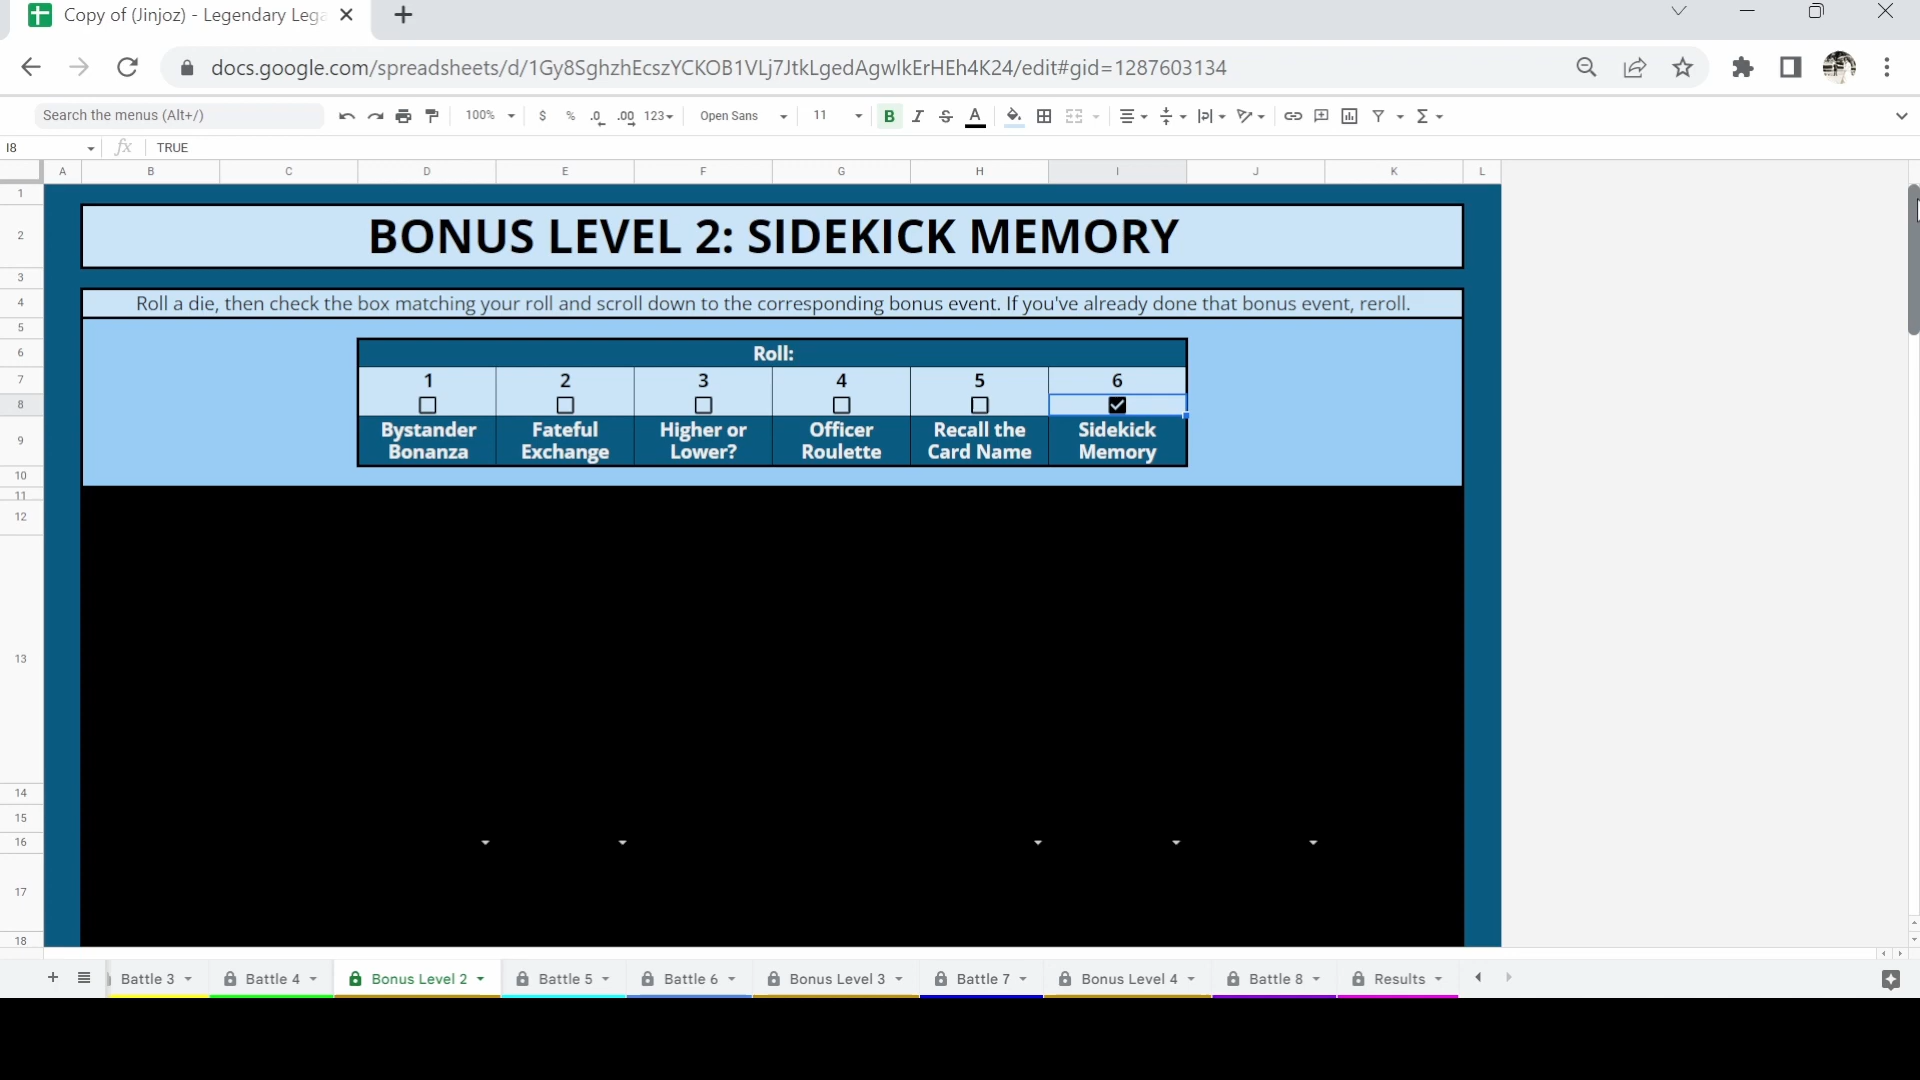 Copy of (Jinjoz) - Legendary Lega
docs.google.com/spreadsheets/d/1Gy8SghzhEcszYCKOB1VLj7JtkLgedAgwlkErHEh4K24/edit#gid=1287603134
Search the menus (Alt+/)
100%
$ % .0 .00 123
Open Sans
11
B I S A
I8
fx TRUE
A B C D E F G H I J K L
1
2
BONUS LEVEL 2: SIDEKICK MEMORY
3
4
Roll a die, then check the box matching your roll and scroll down to the corresponding bonus event. If you've already done that bonus event, reroll.
5
6
Roll:
7
1 2 3 4 5 6
8
9
Bystander Bonanza
Fateful Exchange
Higher or Lower?
Officer Roulette
Recall the Card Name
Sidekick Memory
10
11
12
13
14
15
16
17
18
Battle 3
Battle 4
Bonus Level 2
Battle 5
Battle 6
Bonus Level 3
Battle 7
Bonus Level 4
Battle 8
Results